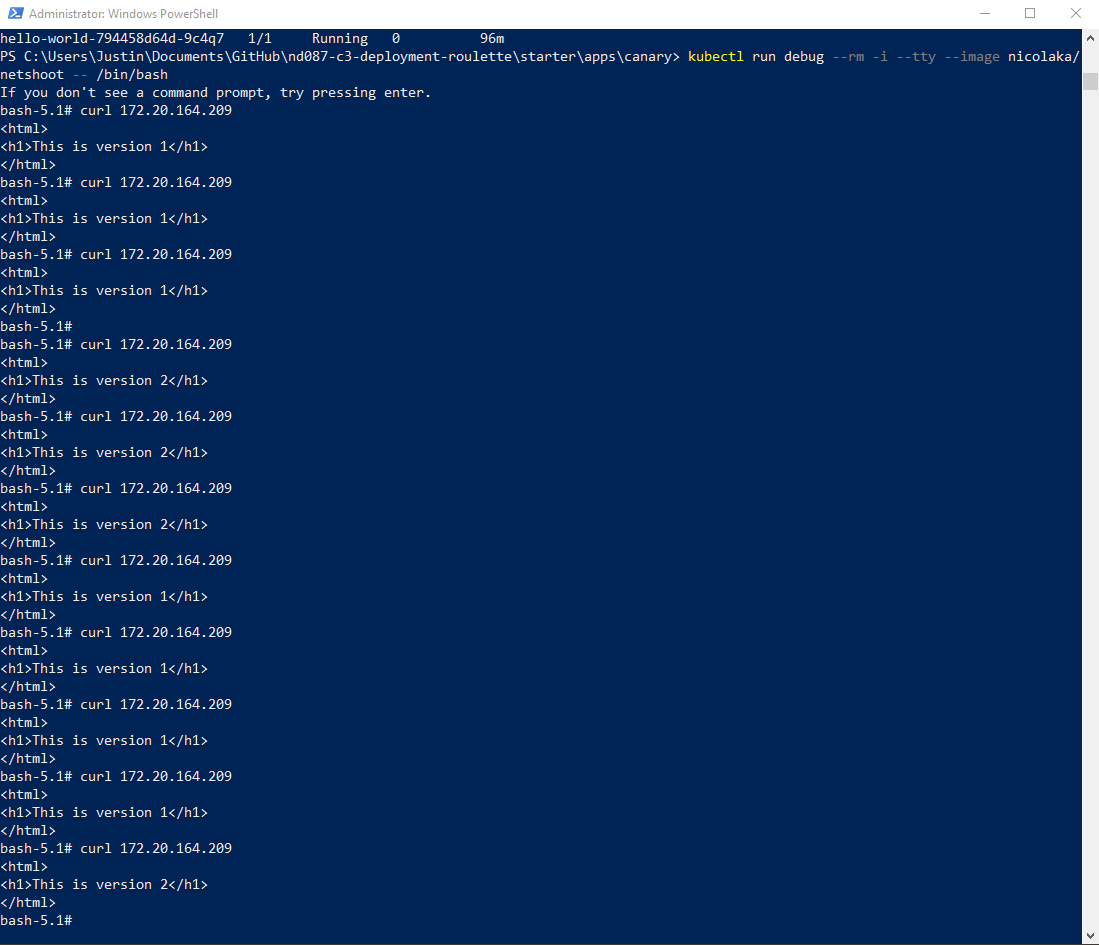 Administrator: Windows PowerShell
hello-world-794458d64d-9c4q7   1/1     Running   0          96m
PS C:\Users\Justin\Documents\GitHub\nd087-c3-deployment-roulette\starter\apps\canary> kubectl run debug --rm -i --tty --image nicolaka/
netshoot -- /bin/bash
If you don't see a command prompt, try pressing enter.
bash-5.1# curl 172.20.164.209
<html>
<h1>This is version 1</h1>
</html>
bash-5.1# curl 172.20.164.209
<html>
<h1>This is version 1</h1>
</html>
bash-5.1# curl 172.20.164.209
<html>
<h1>This is version 1</h1>
</html>
bash-5.1#
bash-5.1# curl 172.20.164.209
<html>
<h1>This is version 2</h1>
</html>
bash-5.1# curl 172.20.164.209
<html>
<h1>This is version 2</h1>
</html>
bash-5.1# curl 172.20.164.209
<html>
<h1>This is version 2</h1>
</html>
bash-5.1# curl 172.20.164.209
<html>
<h1>This is version 1</h1>
</html>
bash-5.1# curl 172.20.164.209
<html>
<h1>This is version 1</h1>
</html>
bash-5.1# curl 172.20.164.209
<html>
<h1>This is version 1</h1>
</html>
bash-5.1# curl 172.20.164.209
<html>
<h1>This is version 1</h1>
</html>
bash-5.1# curl 172.20.164.209
<html>
<h1>This is version 2</h1>
</html>
bash-5.1#